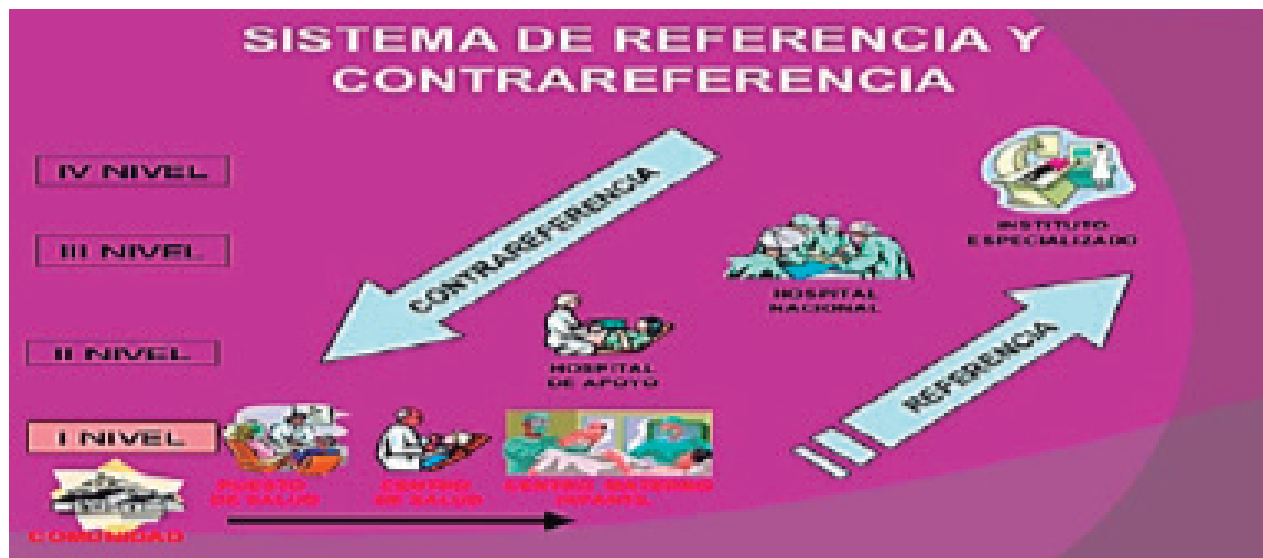 SISTEMA DE REFERENCIA Y
CONTRAREFERENCIA
IV NIVEL
III NIVEL
II NIVEL
I NIVEL
CONTRAREFERENCIA
INSTITUTO
ESPECIALIZADO
HOSPITAL
NACIONAL
HOSPITAL
DE APOYO
REFERENCIA
PUESTO
DE SALUD
CENTRO
DE SALUD
CENTRO MATERNO
INFANTIL
COMUNIDAD